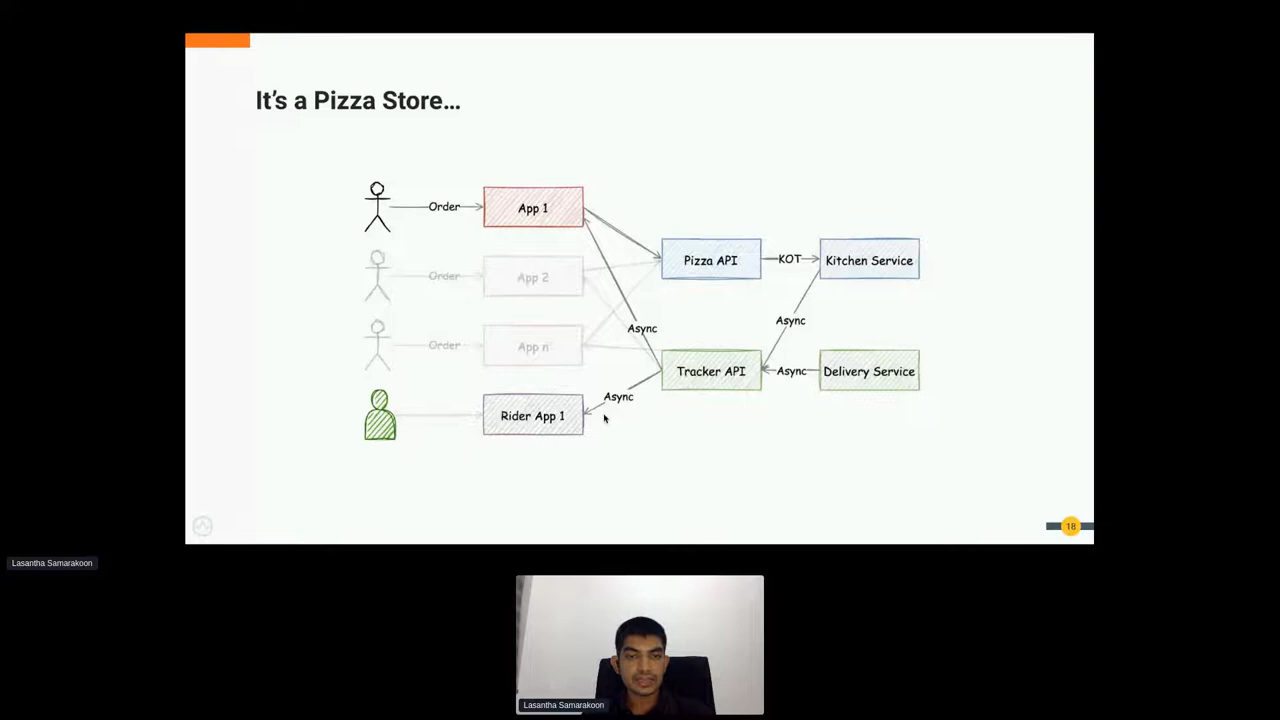 It's a Pizza Store…
Order
App 1
Order
App 2
Order
App n
Rider App 1
Async
Async
Pizza API
KOT
Kitchen Service
Async
Tracker API
Async
Delivery Service
18
Lasantha Samarakoon
Lasantha Samarakoon